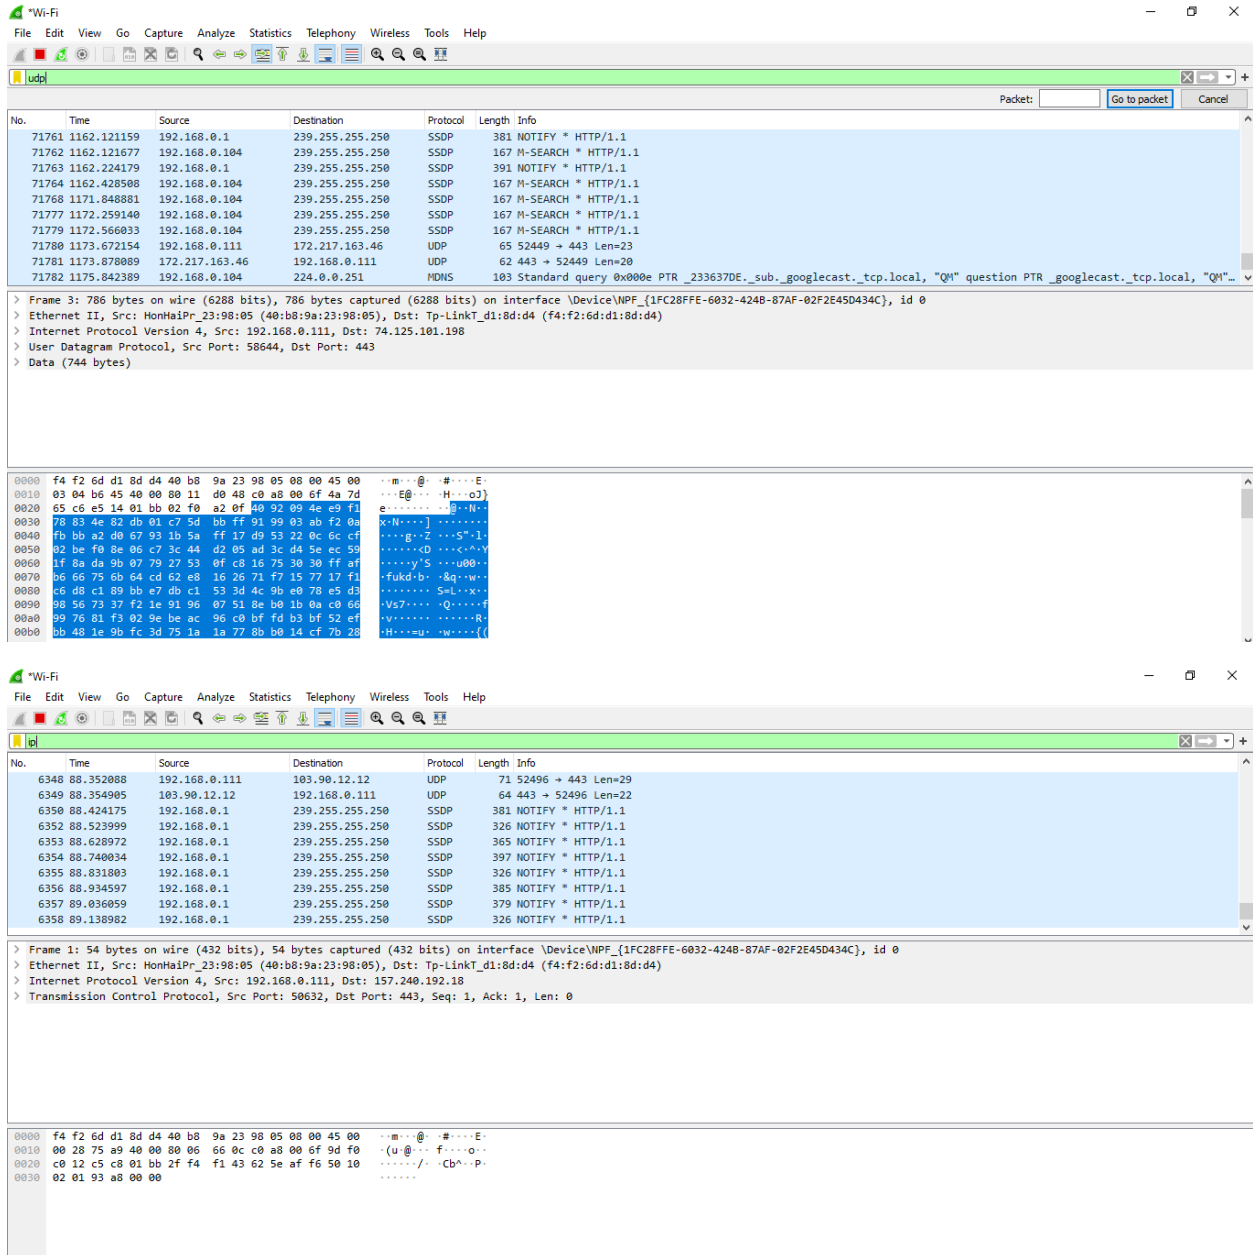 *Wi-Fi
File Edit View Go Capture Analyze Statistics Telephony Wireless Tools Help
udp
Packet: Go to packet Cancel
No. Time Source Destination Protocol Length Info
71761 1162.121159 192.168.0.1 239.255.255.250 SSDP 381 NOTIFY * HTTP/1.1
71762 1162.121677 192.168.0.104 239.255.255.250 SSDP 167 M-SEARCH * HTTP/1.1
71763 1162.224179 192.168.0.1 239.255.255.250 SSDP 391 NOTIFY * HTTP/1.1
71764 1162.428508 192.168.0.104 239.255.255.250 SSDP 167 M-SEARCH * HTTP/1.1
71768 1171.848881 192.168.0.104 239.255.255.250 SSDP 167 M-SEARCH * HTTP/1.1
71777 1172.259140 192.168.0.104 239.255.255.250 SSDP 167 M-SEARCH * HTTP/1.1
71779 1172.566033 192.168.0.104 239.255.255.250 SSDP 167 M-SEARCH * HTTP/1.1
71780 1173.672154 192.168.0.111 172.217.163.46 UDP 65 52449 → 443 Len=23
71781 1173.878089 172.217.163.46 192.168.0.111 UDP 62 443 → 52449 Len=20
71782 1175.842389 192.168.0.104 224.0.0.251 MDNS 103 Standard query 0x000e PTR _233637DE._sub._googlecast._tcp.local, "QM" question PTR _googlecast._tcp.local, "QM"…
> Frame 3: 786 bytes on wire (6288 bits), 786 bytes captured (6288 bits) on interface \Device\NPF_{1FC28FFE-6032-424B-87AF-02F2E45D434C}, id 0
> Ethernet II, Src: HonHaiPr_23:98:05 (40:b8:9a:23:98:05), Dst: Tp-LinkT_d1:8d:d4 (f4:f2:6d:d1:8d:d4)
> Internet Protocol Version 4, Src: 192.168.0.111, Dst: 74.125.101.198
> User Datagram Protocol, Src Port: 58644, Dst Port: 443
> Data (744 bytes)
0000 f4 f2 6d d1 8d d4 40 b8 9a 23 98 05 08 00 45 00 ··m···@· ·#····E·
0010 03 04 b6 45 40 00 80 11 d0 48 c0 a8 00 6f 4a 7d ···E@··· ·H···oJ}
0020 65 c6 e5 14 01 bb 02 f0 a2 0f 40 92 09 4e e9 f1 e······· ··@··N··
0030 78 83 4e 82 db 01 c7 5d bb ff 91 99 03 ab f2 0a x·N····] ········
0040 fb bb a2 d0 67 93 1b 5a ff 17 d9 53 22 0c 6c cf ····g··Z ···S"·l·
0050 02 be f0 8e 06 c7 3c 44 d2 05 ad 3c d4 5e ec 59 ······<D ···<·^·Y
0060 1f 8a da 9b 07 79 27 53 0f c8 16 75 30 30 ff af ·····y'S ···u00··
0070 b6 66 75 6b 64 cd 62 e8 16 26 71 f7 15 77 17 f1 ·fukd·b· ·&q··w··
0080 c6 d8 c1 89 bb e7 db c1 53 3d 4c 9b e0 78 e5 d3 ········ S=L··x··
0090 98 56 73 37 f2 1e 91 96 07 51 8e b0 1b 0a c0 66 ·Vs7···· ·Q·····f
00a0 99 76 81 f3 02 9e be ac 96 c0 bf fd b3 bf 52 ef ·v······ ······R·
00b0 bb 48 1e 9b fc 3d 75 1a 1a 77 8b b0 14 cf 7b 28 ·H···=u· ·w····{(
*Wi-Fi
File Edit View Go Capture Analyze Statistics Telephony Wireless Tools Help
ip
No. Time Source Destination Protocol Length Info
6348 88.352088 192.168.0.111 103.90.12.12 UDP 71 52496 → 443 Len=29
6349 88.354905 103.90.12.12 192.168.0.111 UDP 64 443 → 52496 Len=22
6350 88.424175 192.168.0.1 239.255.255.250 SSDP 381 NOTIFY * HTTP/1.1
6352 88.523999 192.168.0.1 239.255.255.250 SSDP 326 NOTIFY * HTTP/1.1
6353 88.628972 192.168.0.1 239.255.255.250 SSDP 365 NOTIFY * HTTP/1.1
6354 88.740034 192.168.0.1 239.255.255.250 SSDP 397 NOTIFY * HTTP/1.1
6355 88.831803 192.168.0.1 239.255.255.250 SSDP 326 NOTIFY * HTTP/1.1
6356 88.934597 192.168.0.1 239.255.255.250 SSDP 385 NOTIFY * HTTP/1.1
6357 89.036059 192.168.0.1 239.255.255.250 SSDP 379 NOTIFY * HTTP/1.1
6358 89.138982 192.168.0.1 239.255.255.250 SSDP 326 NOTIFY * HTTP/1.1
> Frame 1: 54 bytes on wire (432 bits), 54 bytes captured (432 bits) on interface \Device\NPF_{1FC28FFE-6032-424B-87AF-02F2E45D434C}, id 0
> Ethernet II, Src: HonHaiPr_23:98:05 (40:b8:9a:23:98:05), Dst: Tp-LinkT_d1:8d:d4 (f4:f2:6d:d1:8d:d4)
> Internet Protocol Version 4, Src: 192.168.0.111, Dst: 157.240.192.18
> Transmission Control Protocol, Src Port: 50632, Dst Port: 443, Seq: 1, Ack: 1, Len: 0
0000 f4 f2 6d d1 8d d4 40 b8 9a 23 98 05 08 00 45 00 ··m···@· ·#····E·
0010 00 28 75 a9 40 00 80 06 66 0c c0 a8 00 6f 9d f0 ·(u·@··· f····o··
0020 c0 12 c5 c8 01 bb 2f f4 f1 43 62 5e af f6 50 10 ······/· ·Cb^··P·
0030 02 01 93 a8 00 00 ······